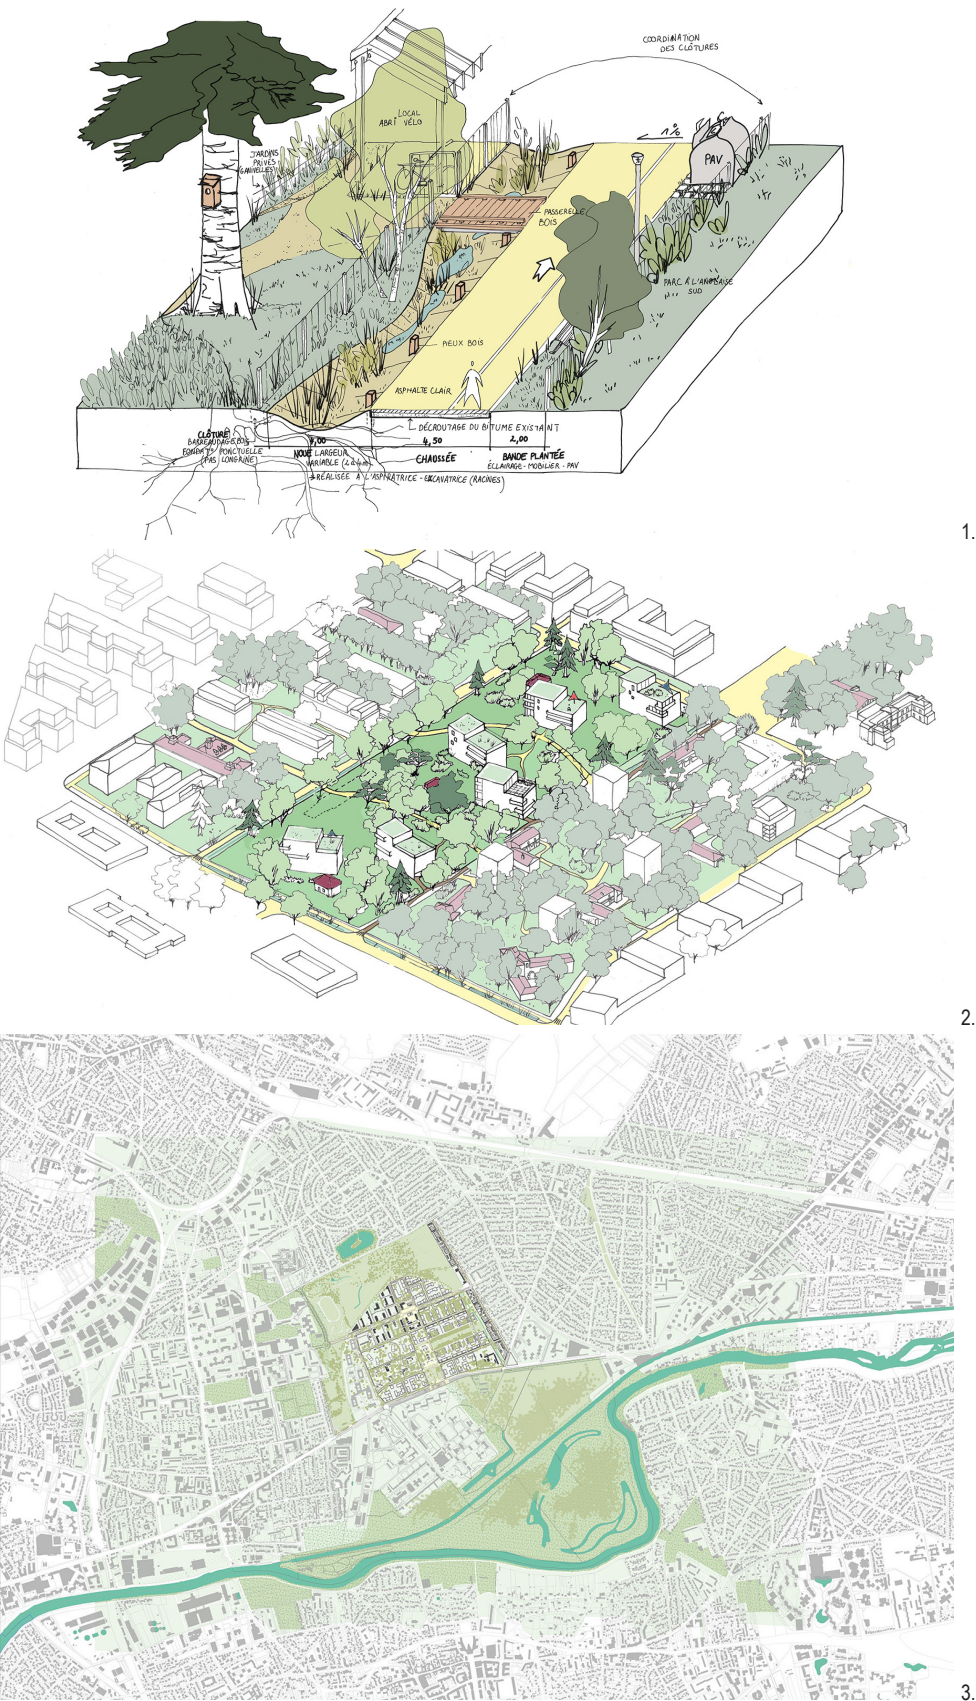 COORDINATION
DES CLÔTURES
LOCAL
ABRI VÉLO
1%
PAV
JARDINS
PRIVÉS
(GANIVELLES)
PASSERELLE
BOIS
PARC À L'ANGLAISE
SUD
PIEUX BOIS
ASPHALTE CLAIR
DÉCROUTAGE DU BITUME EXISTANT
CLÔTURE
BARREAUDAGE BOIS
FONDATº PONCTUELLE
(PAS LONGRINE)
4,50
2,00
NOUE LARGEUR
VARIABLE
CHAUSSÉE
BANDE PLANTÉE
ÉCLAIRAGE - MOBILIER - PAV
RÉALISÉE À L'ASPIRATRICE - EXCAVATRICE (RACINES)
1.
2.
3.